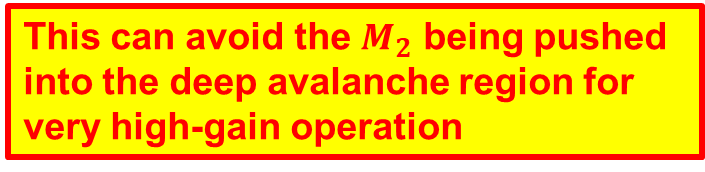 This can avoid the M₂ being pushed
into the deep avalanche region for
very high-gain operation